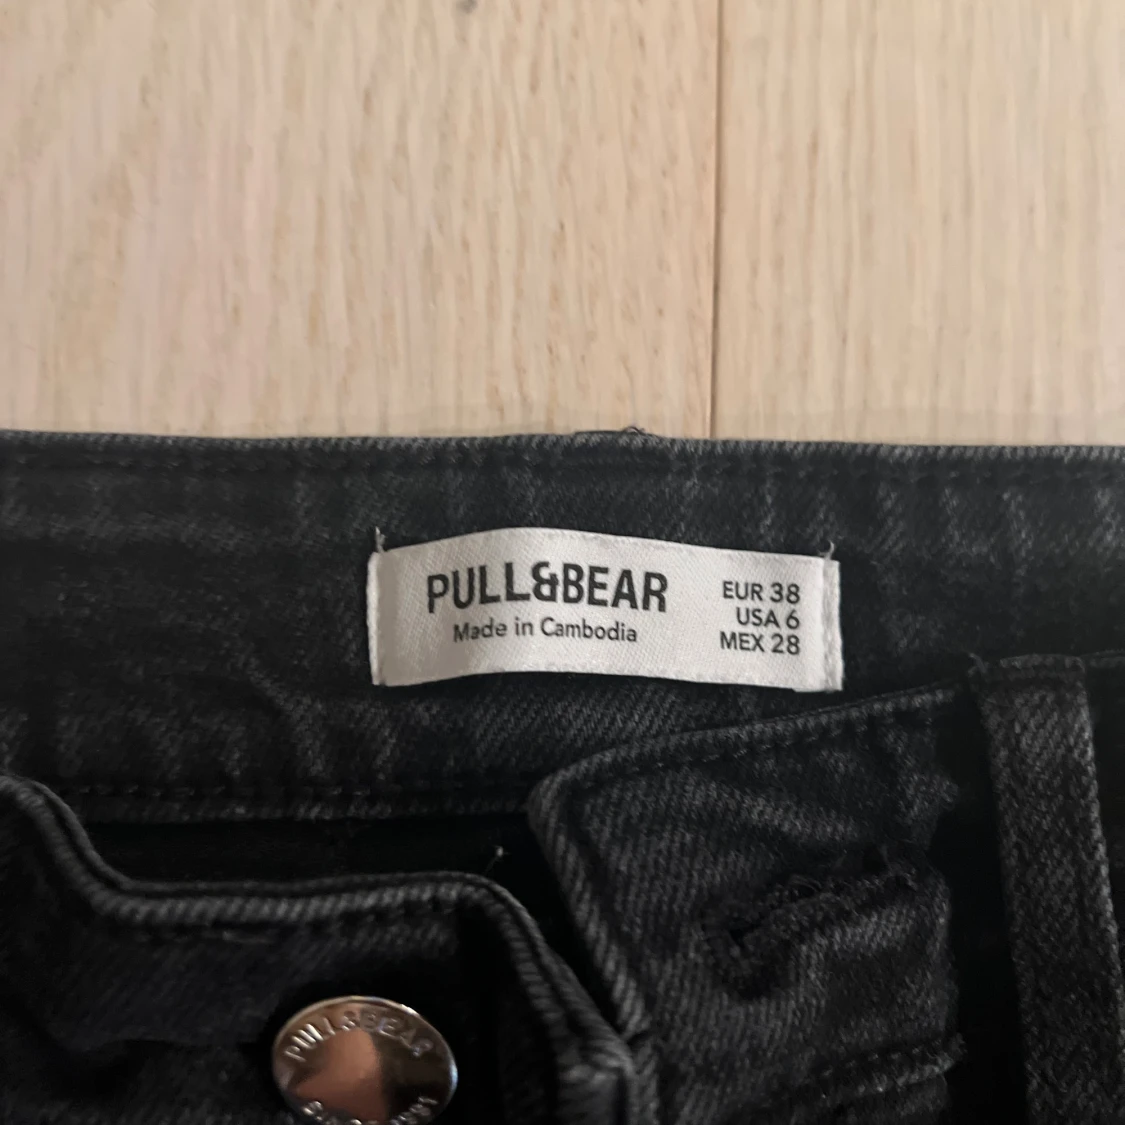 PULL&BEAR
Made in Cambodia
EUR 38
USA 6
MEX 28
PULL&BEAR